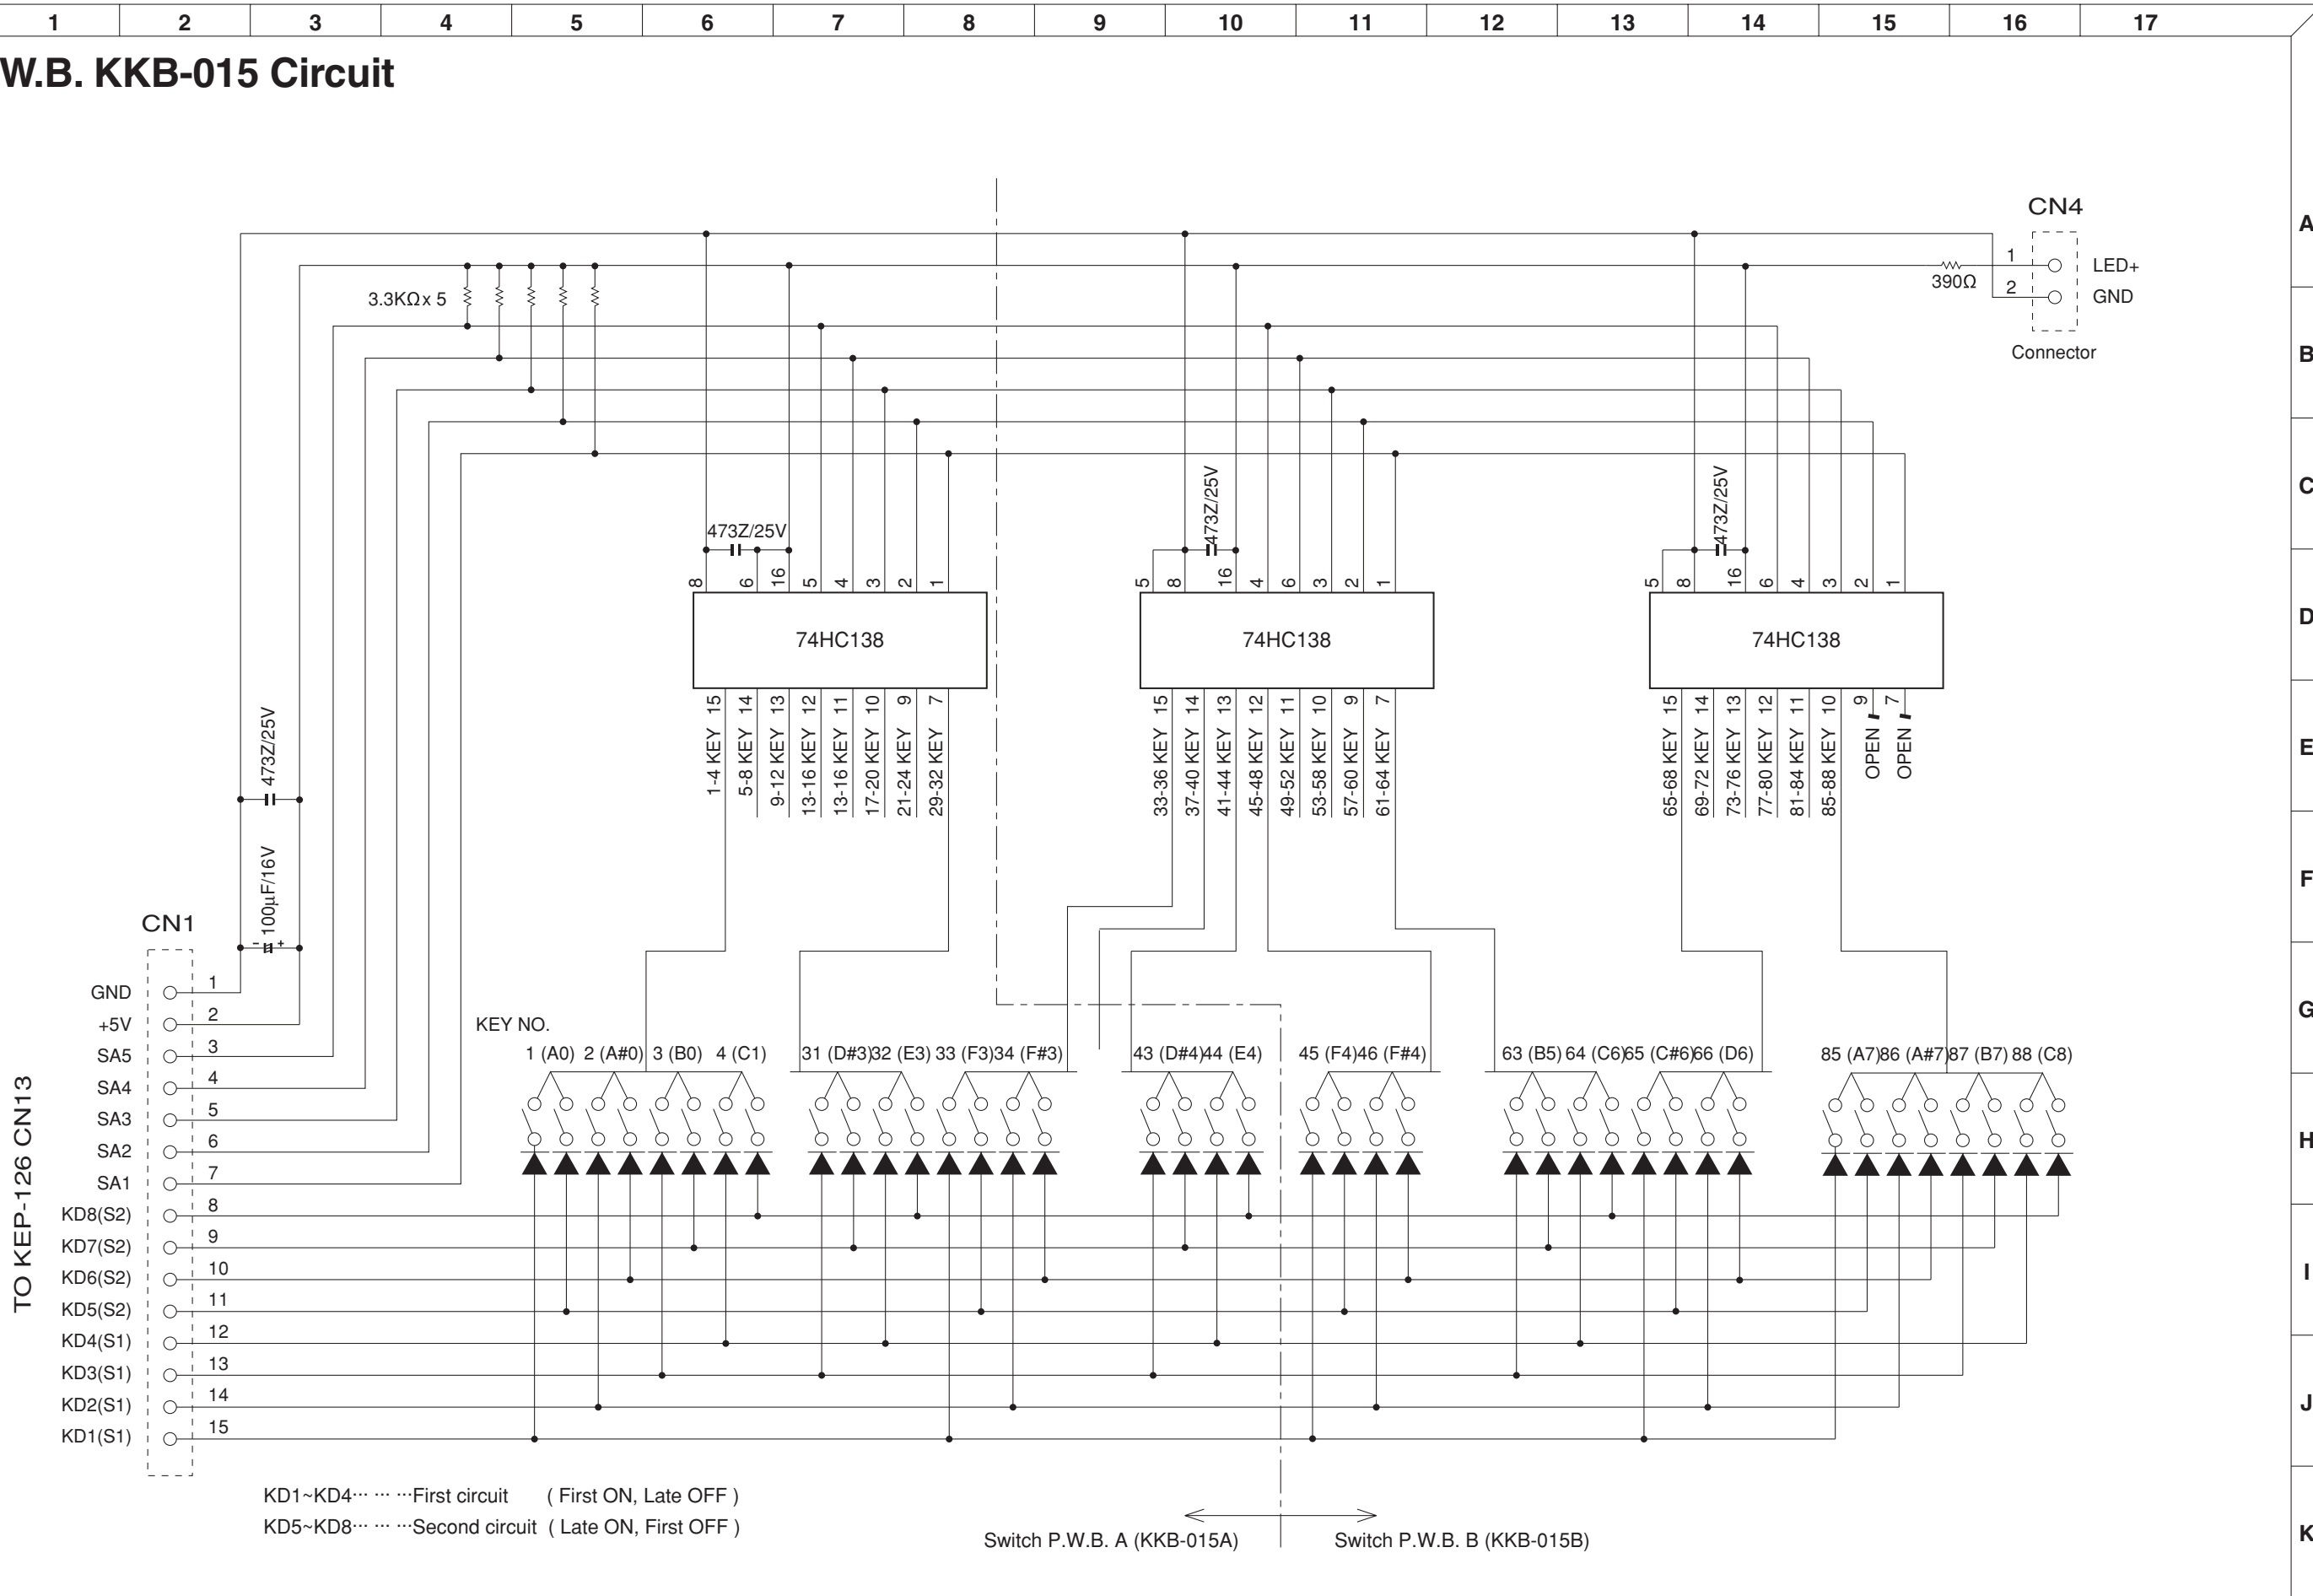 1 2 3 4 5 6 7 8 9 10 11 12 13 14 15 16 17
W.B. KKB-015 Circuit
A
B
C
D
E
F
G
H
I
J
K
CN4
1 LED+
2 GND
Connector
390Ω
3.3KΩ x 5
473Z/25V
473Z/25V
473Z/25V
8 6 16 5 4 3 2 1
5 8 16 4 6 3 2 1
5 8 16 6 4 3 2 1
74HC138
74HC138
74HC138
1-4 KEY 15
5-8 KEY 14
9-12 KEY 13
13-16 KEY 12
13-16 KEY 11
17-20 KEY 10
21-24 KEY 9
29-32 KEY 7
33-36 KEY 15
37-40 KEY 14
41-44 KEY 13
45-48 KEY 12
49-52 KEY 11
53-58 KEY 10
57-60 KEY 9
61-64 KEY 7
65-68 KEY 15
69-72 KEY 14
73-76 KEY 13
77-80 KEY 12
81-84 KEY 11
85-88 KEY 10
OPEN 9
OPEN 7
473Z/25V
100µF/16V
- +
CN1
TO KEP-126 CN13
GND 1
+5V 2
SA5 3
SA4 4
SA3 5
SA2 6
SA1 7
KD8(S2) 8
KD7(S2) 9
KD6(S2) 10
KD5(S2) 11
KD4(S1) 12
KD3(S1) 13
KD2(S1) 14
KD1(S1) 15
KEY NO.
1 (A0) 2 (A#0) 3 (B0) 4 (C1) 31 (D#3) 32 (E3) 33 (F3) 34 (F#3) 43 (D#4) 44 (E4) 45 (F4) 46 (F#4) 63 (B5) 64 (C6) 65 (C#6) 66 (D6) 85 (A7) 86 (A#7) 87 (B7) 88 (C8)
KD1~KD4⋯ ⋯ ⋯First circuit ( First ON, Late OFF )
KD5~KD8⋯ ⋯ ⋯Second circuit ( Late ON, First OFF )
Switch P.W.B. A (KKB-015A)
Switch P.W.B. B (KKB-015B)